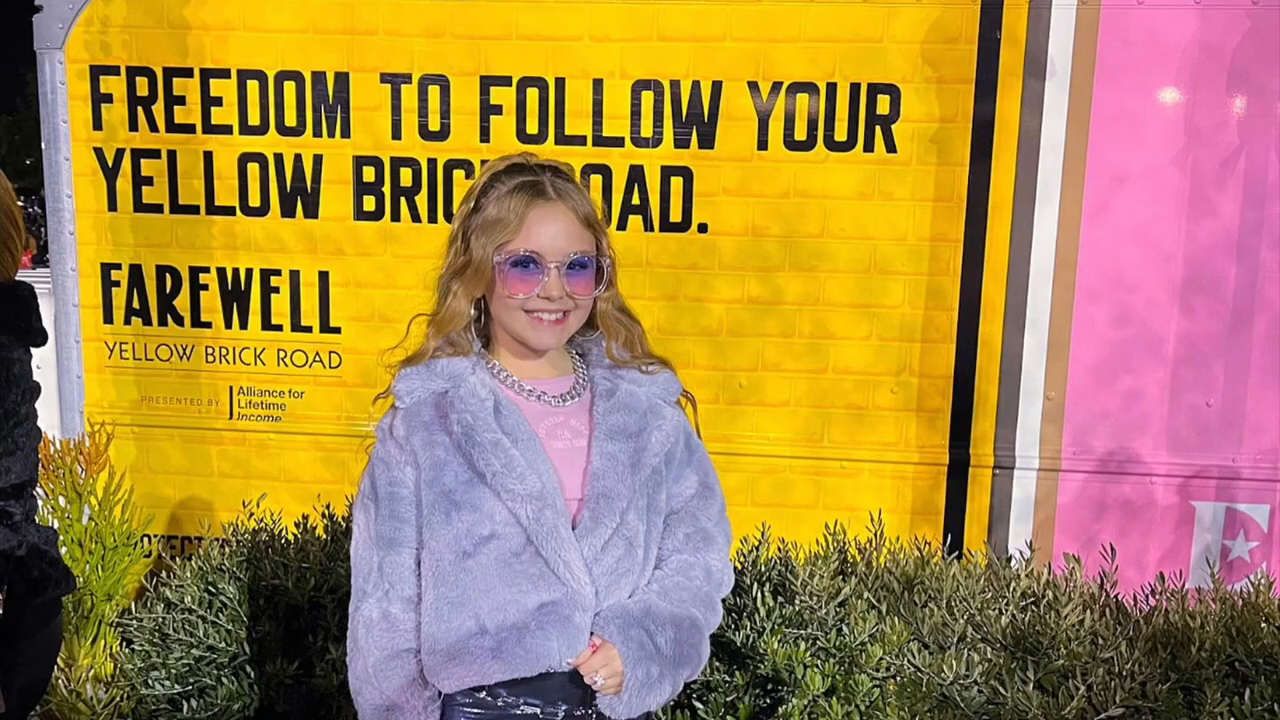 FREEDOM TO FOLLOW YOUR
YELLOW BRIC OAD.
FAREWELL
YELLOW BRICK ROAD
PRESENTED BY
Alliance for
Lifetime
Income
E